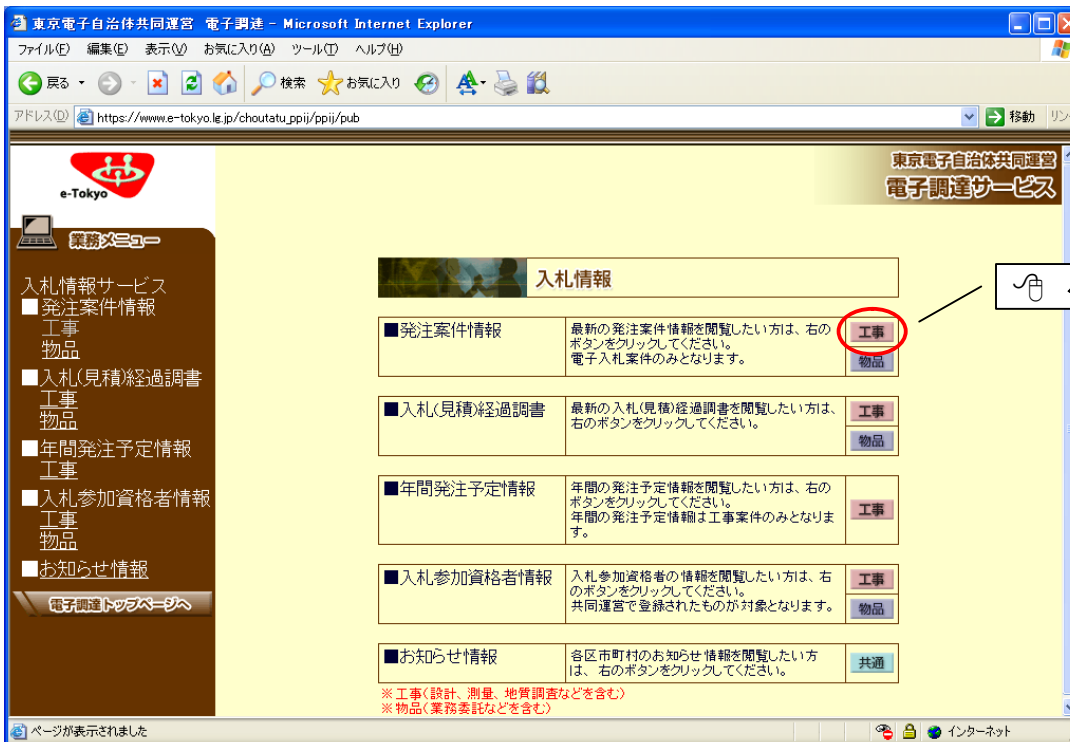 東京電子自治体共同運営 電子調達 - Microsoft Internet Explorer
ファイル(F) 編集(E) 表示(V) お気に入り(A) ツール(T) ヘルプ(H)
戻る 検索 お気に入り
アドレス(D) https://www.e-tokyo.lg.jp/choutatu_ppij/ppij/pub 移動 リン
e-Tokyo
東京電子自治体共同運営
電子調達サービス
業務メニュー
入札情報サービス
■発注案件情報
工事
物品
■入札(見積)経過調書
工事
物品
■年間発注予定情報
工事
■入札参加資格者情報
工事
物品
■お知らせ情報
電子調達トップページへ
入札情報
■発注案件情報
最新の発注案件情報を閲覧したい方は、右の
ボタンをクリックしてください。
電子入札案件のみとなります。
工事
物品
■入札(見積)経過調書
最新の入札(見積)経過調書を閲覧したい方は、
右のボタンをクリックしてください。
工事
物品
■年間発注予定情報
年間の発注予定情報を閲覧したい方は、右の
ボタンをクリックしてください。
年間の発注予定情報は工事案件のみとなりま
す。
工事
■入札参加資格者情報
入札参加資格者の情報を閲覧したい方は、右
のボタンをクリックしてください。
共同運営で登録されたものが対象となります。
工事
物品
■お知らせ情報
各区市町村のお知らせ情報を閲覧したい方
は、右のボタンをクリックしてください。
共通
※工事(設計、測量、地質調査などを含む)
※物品(業務委託などを含む)
ページが表示されました インターネット